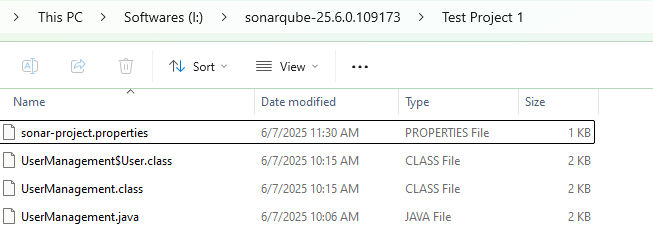 This PC > Softwares (I:) > sonarqube-25.6.0.109173 > Test Project 1
Sort View ...
Name Date modified Type Size
sonar-project.properties 6/7/2025 11:30 AM PROPERTIES File 1 KB
UserManagement$User.class 6/7/2025 10:15 AM CLASS File 2 KB
UserManagement.class 6/7/2025 10:15 AM CLASS File 2 KB
UserManagement.java 6/7/2025 10:06 AM JAVA File 2 KB